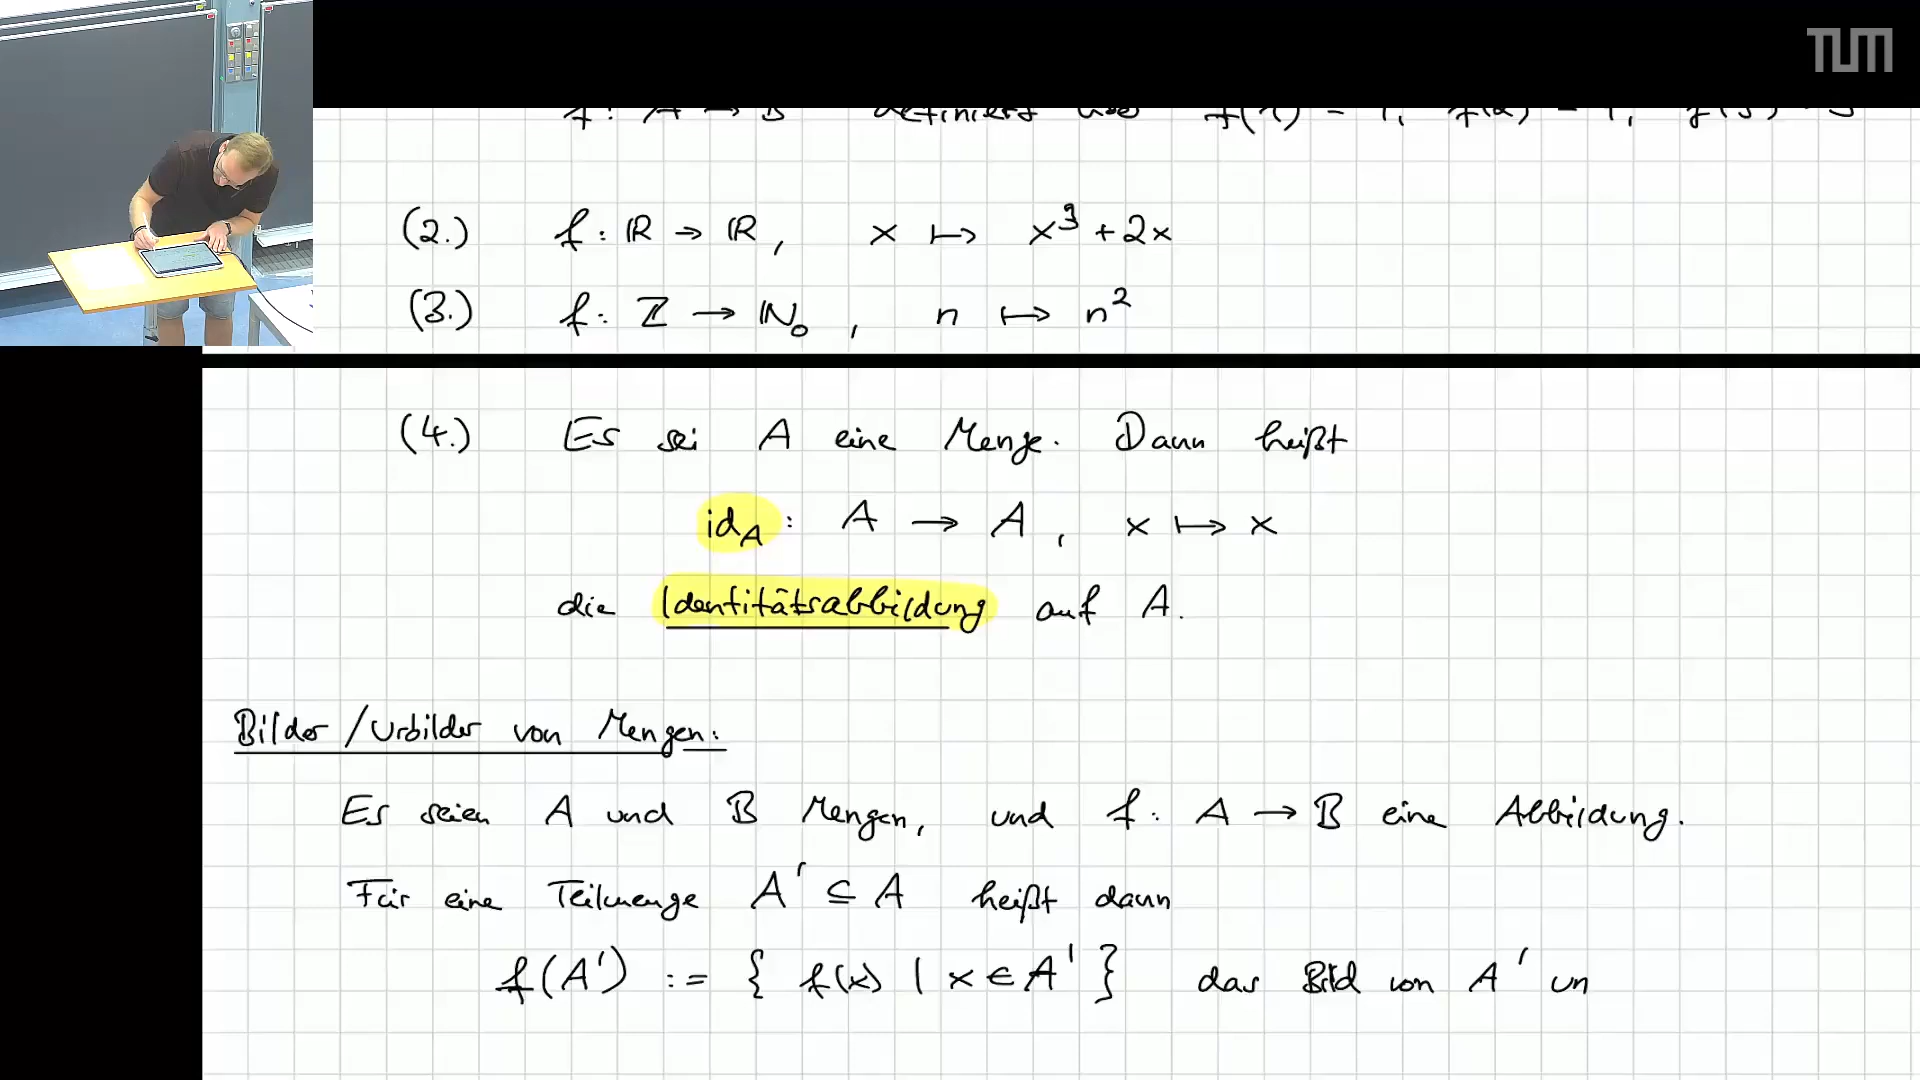 TUM
f: A → B definiert
(2.) f: ℝ → ℝ, x ↦ x³ + 2x
(3.) f: ℤ → ℕ₀, n ↦ n²
(4.) Es sei A eine Menge. Dann heißt
id_A: A → A, x ↦ x
die Identitätsabbildung auf A.
Bilder/Urbilder von Mengen:
Es seien A und B Mengen, und f: A → B eine Abbildung.
Für eine Teilmenge A' ⊆ A heißt dann
f(A') := { f(x) | x ∈ A' } das Bild von A' un